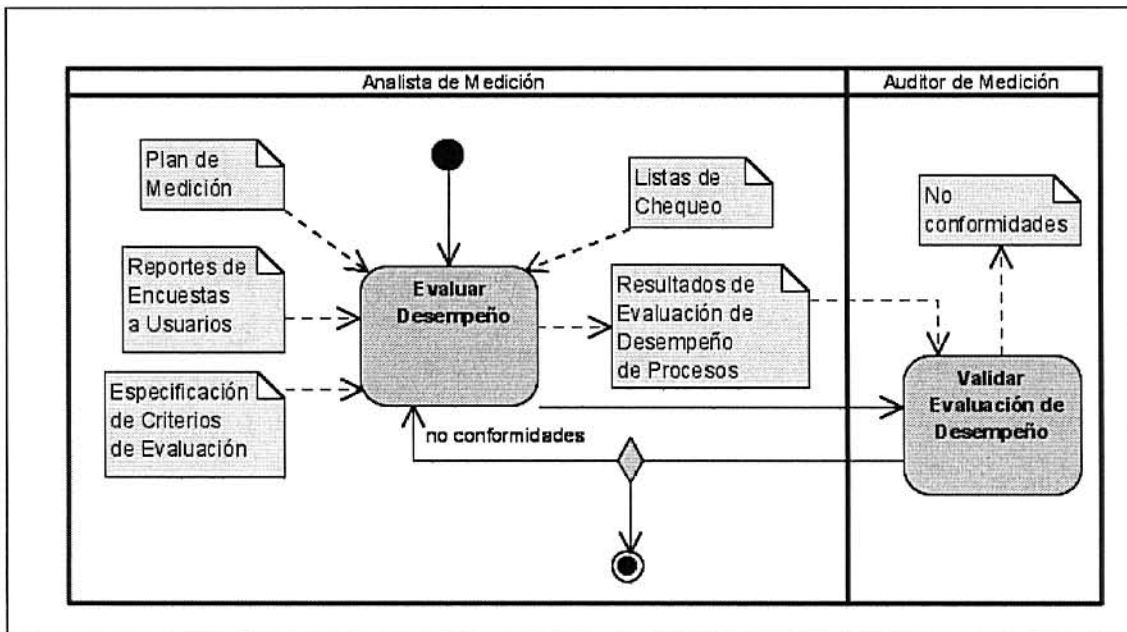 Analista de Medición
Auditor de Medición
Plan de
Medición
Listas de
Chequeo
No
conformidades
Reportes de
Encuestas
a Usuarios
Evaluar
Desempeño
Resultados de
Evaluación de
Desempeño
de Procesos
Especificación
de Criterios
de Evaluación
Validar
Evaluación de
Desempeño
no conformidades